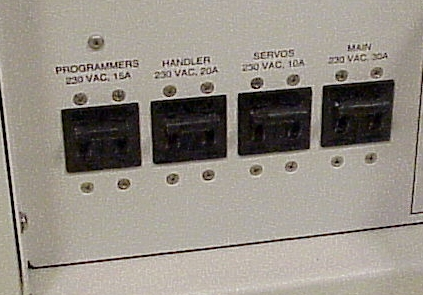 PROGRAMMERS
230 VAC, 15A
HANDLER
230 VAC, 20A
SERVOS
230 VAC, 10A
MAIN
230 VAC, 30A